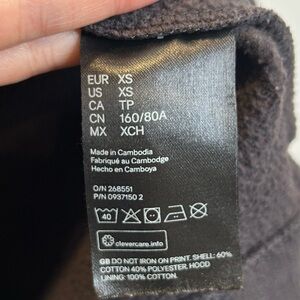 EUR XS
US XS
CA TP
CN 160/80A
MX XCH
Made in Cambodia
Fabriqué au Cambodge
Hecho en Camboya
O/N 268551
P/N 0937150 2
40
clevercare.info
GB DO NOT IRON ON PRINT. SHELL: 60%
COTTON 40% POLYESTER. HOOD
LINING: 100% COTTON.